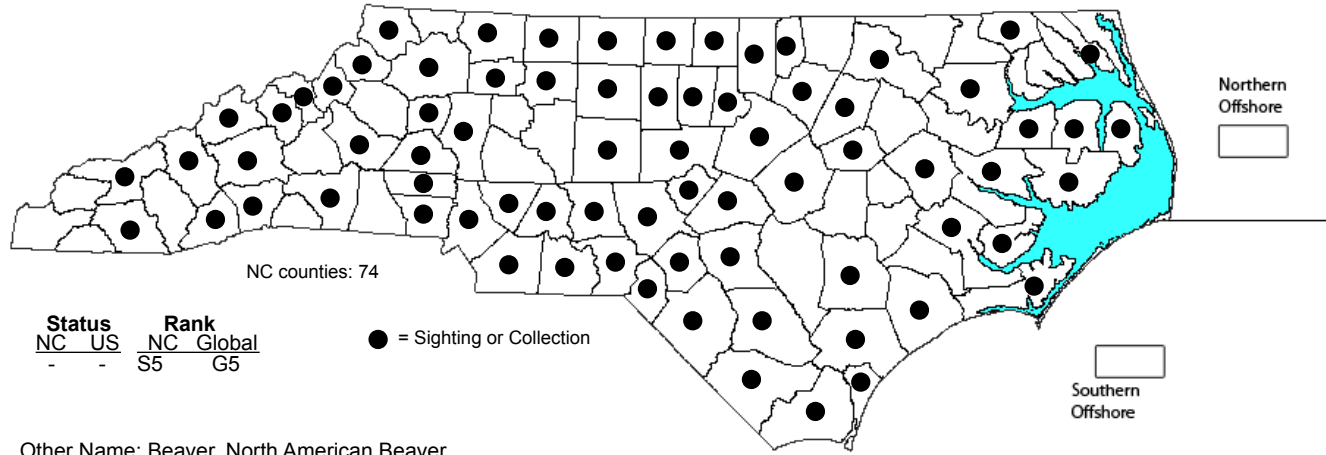 Northern
Offshore
NC counties: 74
Status Rank
NC US NC Global
- - S5 G5
= Sighting or Collection
Southern
Offshore
Other Name: Beaver, North American Beaver